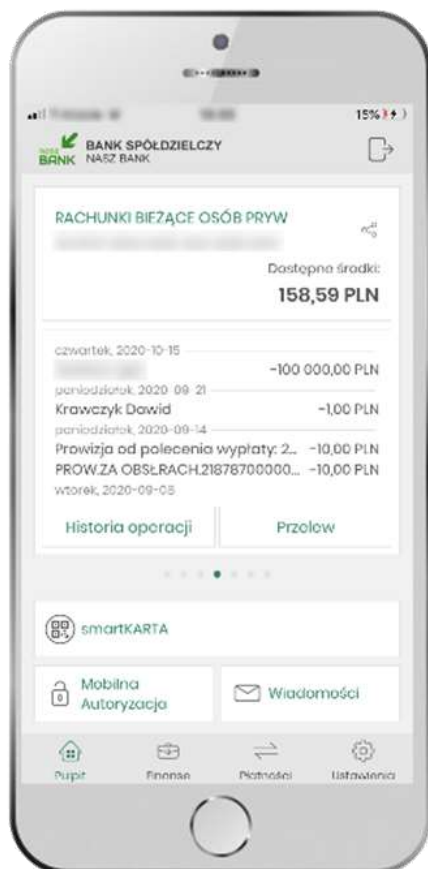 15%
NASZ BANK
BANK SPÓŁDZIELCZY
NASZ BANK
RACHUNKI BIEŻĄCE OSÓB PRYW
Dostępne środki:
158,59 PLN
czwartek, 2020-10-15
-100 000,00 PLN
poniedziałek, 2020-09-21
Krawczyk Dawid -1,00 PLN
poniedziałek, 2020-09-14
Prowizja od polecenia wypłaty: 2... -10,00 PLN
PROW.ZA OBSŁ.RACH.21878700000... -10,00 PLN
wtorek, 2020-09-08
Historia operacji Przelew
smartKARTA
Mobilna
Autoryzacja
Wiadomości
Pulpit Finanse Płatności Ustawienia